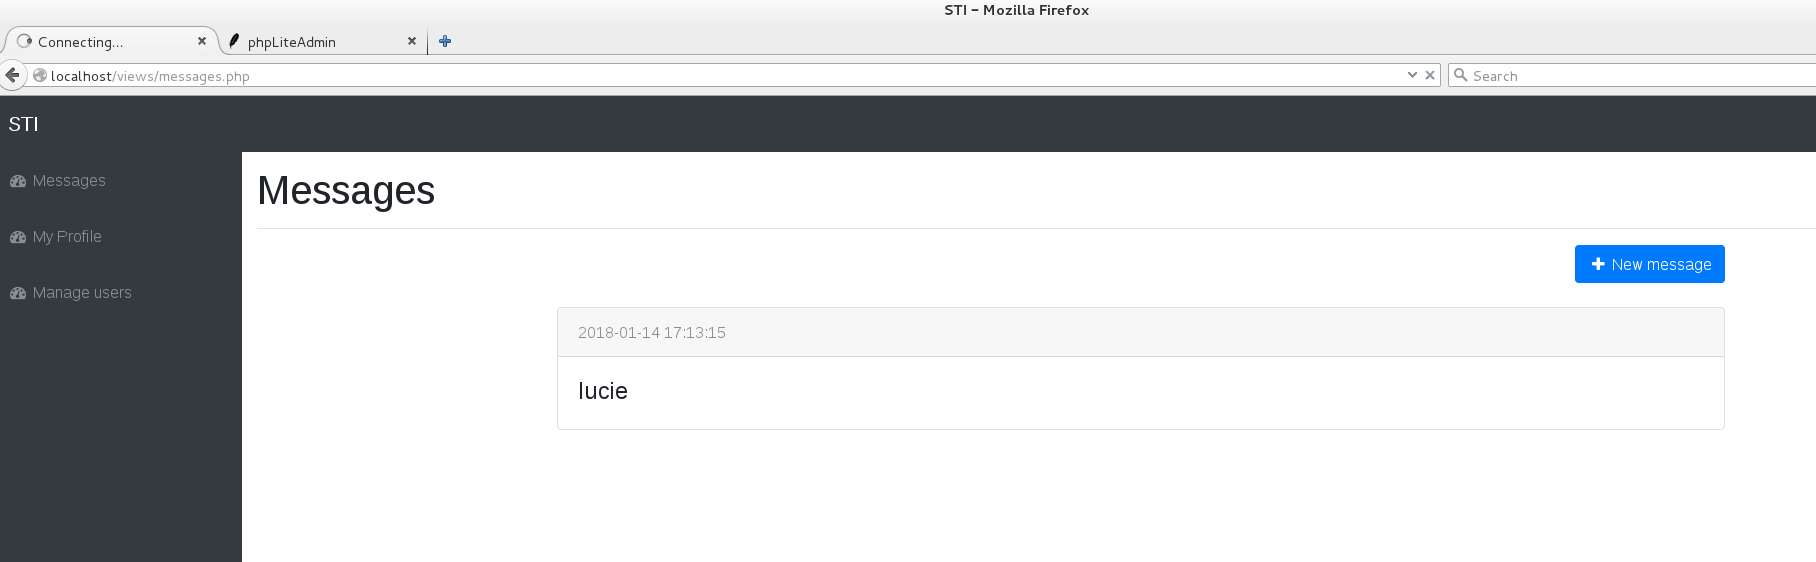 STI - Mozilla Firefox
Connecting...
phpLiteAdmin
localhost/views/messages.php
Search
STI
Messages
My Profile
Manage users
Messages
New message
2018-01-14 17:13:15
lucie